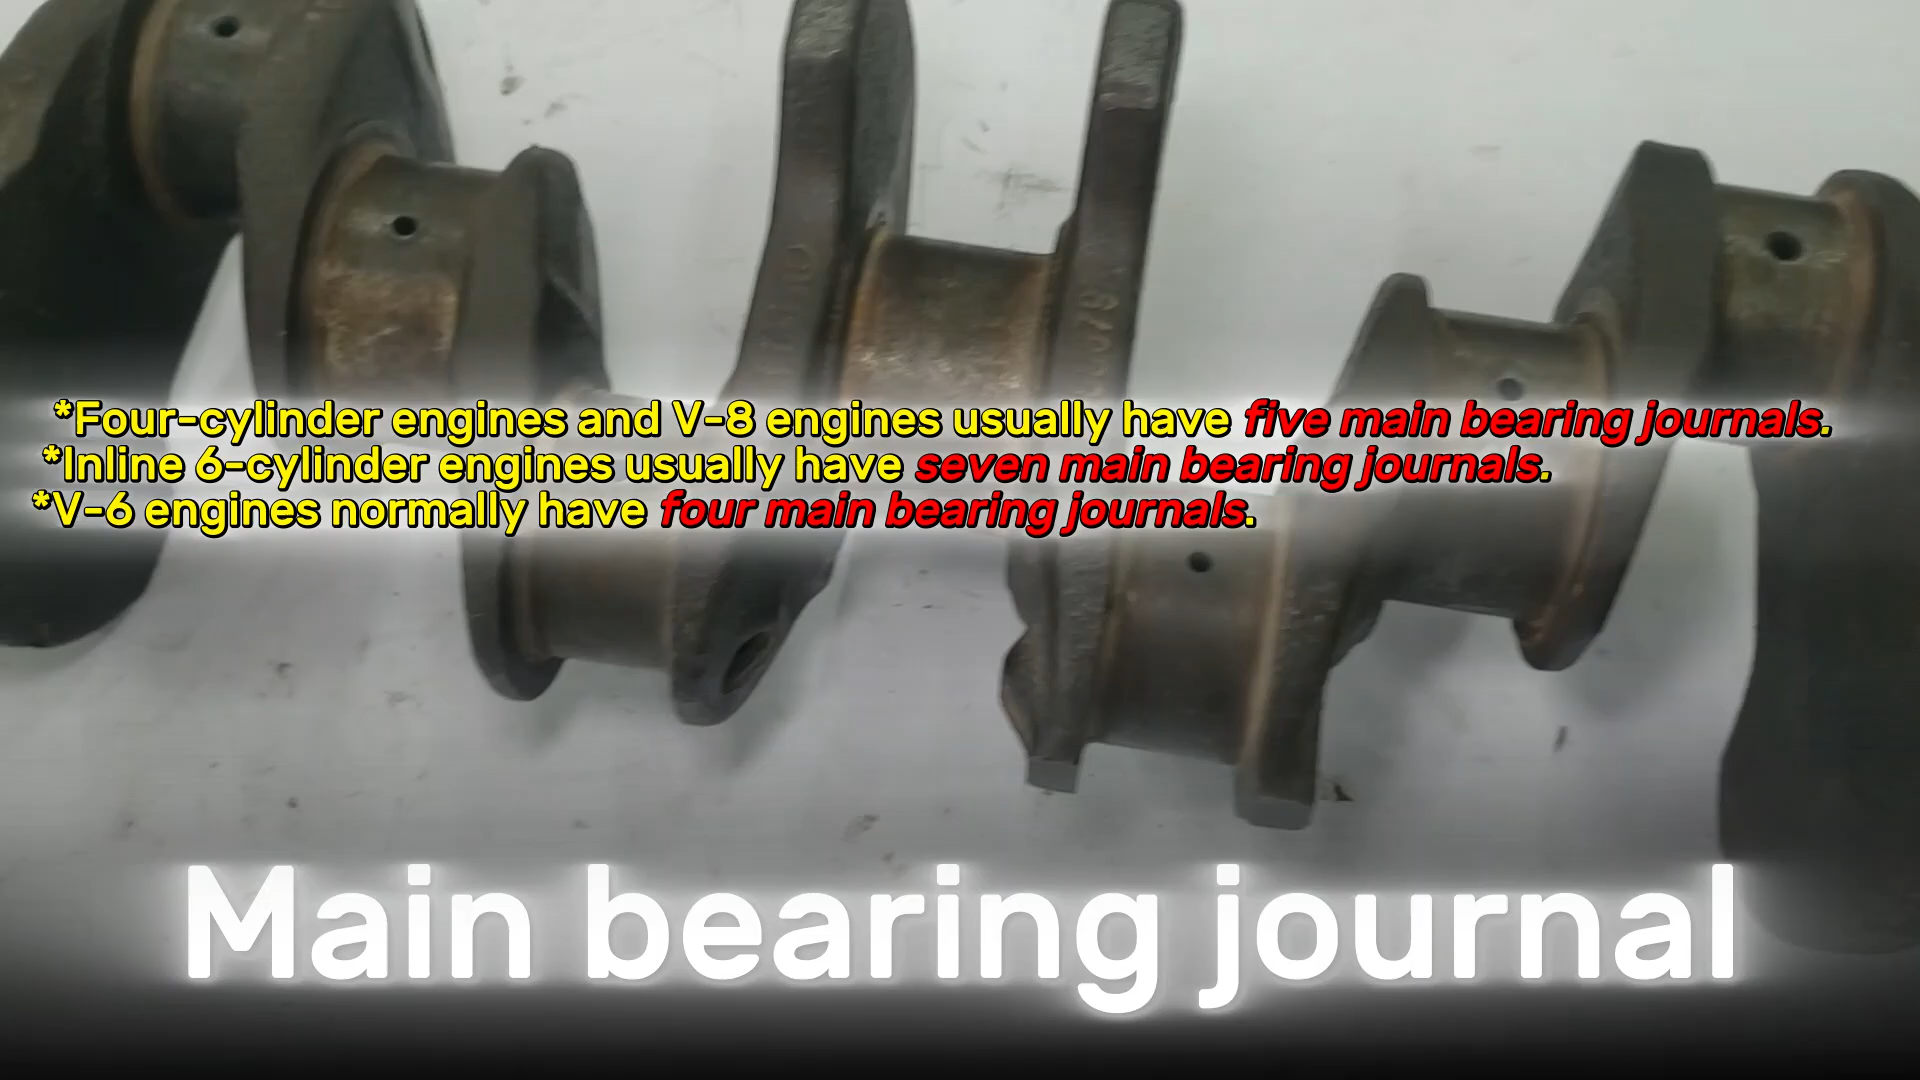 *Four-cylinder engines and V-8 engines usually have five main bearing journals.
*Inline 6-cylinder engines usually have seven main bearing journals.
*V-6 engines normally have four main bearing journals.
Main bearing journal